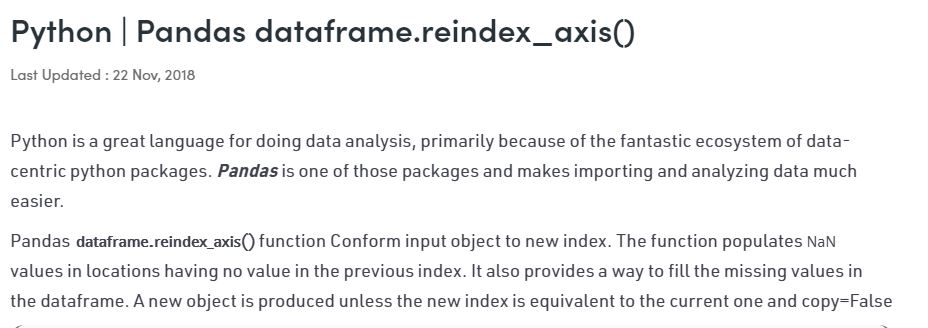 Python | Pandas dataframe.reindex_axis()
Last Updated : 22 Nov, 2018
Python is a great language for doing data analysis, primarily because of the fantastic ecosystem of data-
centric python packages. Pandas is one of those packages and makes importing and analyzing data much
easier.
Pandas dataframe.reindex_axis() function Conform input object to new index. The function populates NaN
values in locations having no value in the previous index. It also provides a way to fill the missing values in
the dataframe. A new object is produced unless the new index is equivalent to the current one and copy=False